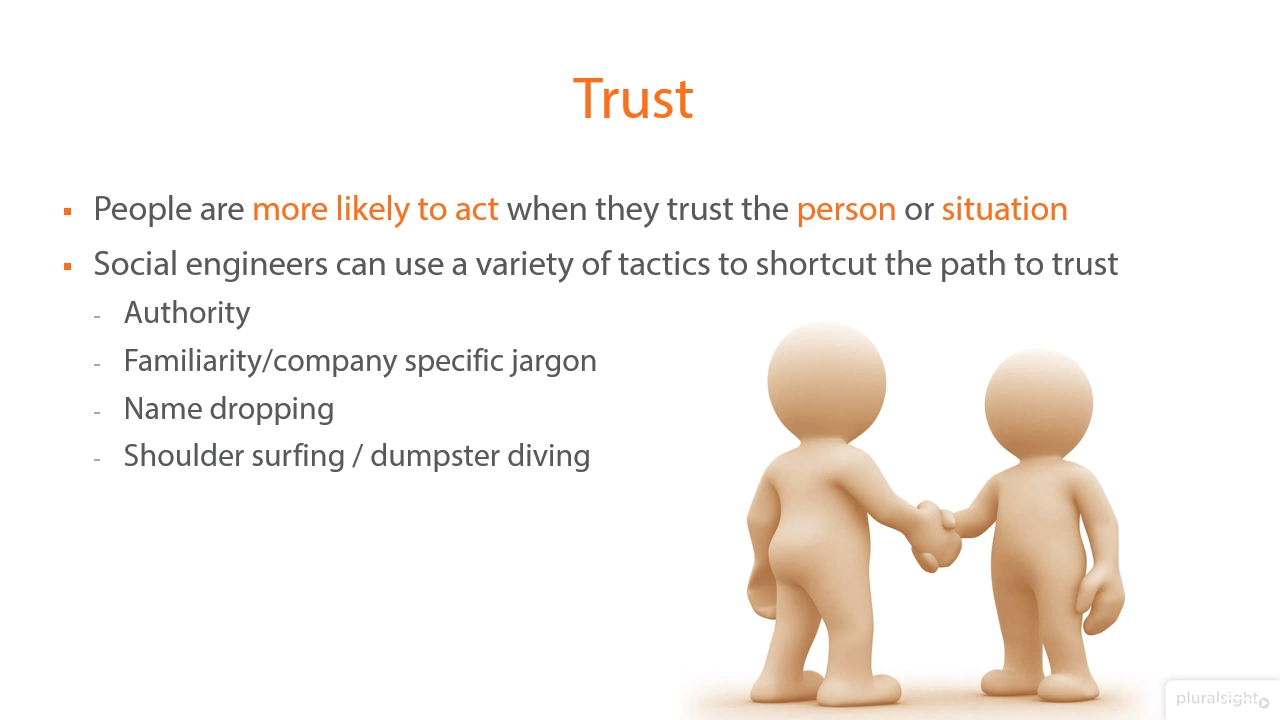 Trust
▪ People are more likely to act when they trust the person or situation
▪ Social engineers can use a variety of tactics to shortcut the path to trust
- Authority
- Familiarity/company specific jargon
- Name dropping
- Shoulder surfing / dumpster diving
pluralsight